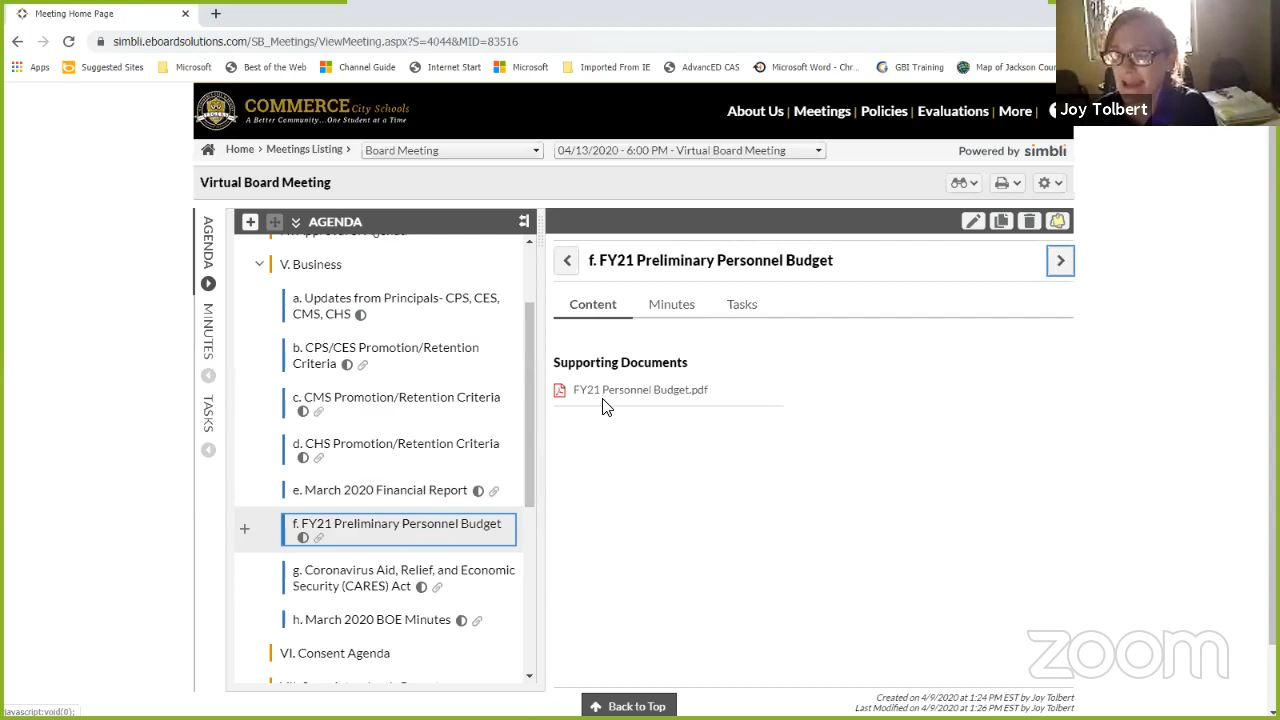 Meeting Home Page
simbli.eboardsolutions.com/SB_Meetings/ViewMeeting.aspx?S=4044&MID=83516
Apps Suggested Sites Microsoft Best of the Web Channel Guide Internet Start Microsoft Imported From IE AdvancED CAS Microsoft Word - Chr... GBI Training Map of Jackson Cou
Joy Tolbert
COMMERCE City Schools
A Better Community...One Student at a Time
About Us Meetings Policies Evaluations More
Home > Meetings Listing > Board Meeting 04/13/2020 - 6:00 PM - Virtual Board Meeting Powered by simbli
Virtual Board Meeting
AGENDA
MINUTES
TASKS
AGENDA
V. Business
a. Updates from Principals- CPS, CES,
CMS, CHS
b. CPS/CES Promotion/Retention
Criteria
c. CMS Promotion/Retention Criteria
d. CHS Promotion/Retention Criteria
e. March 2020 Financial Report
f. FY21 Preliminary Personnel Budget
g. Coronavirus Aid, Relief, and Economic
Security (CARES) Act
h. March 2020 BOE Minutes
VI. Consent Agenda
f. FY21 Preliminary Personnel Budget
Content Minutes Tasks
Supporting Documents
FY21 Personnel Budget.pdf
zoom
Created on 4/9/2020 at 1:24 PM EST by Joy Tolbert
Last Modified on 4/9/2020 at 1:26 PM EST by Joy Tolbert
Back to Top
javascript:void(0);